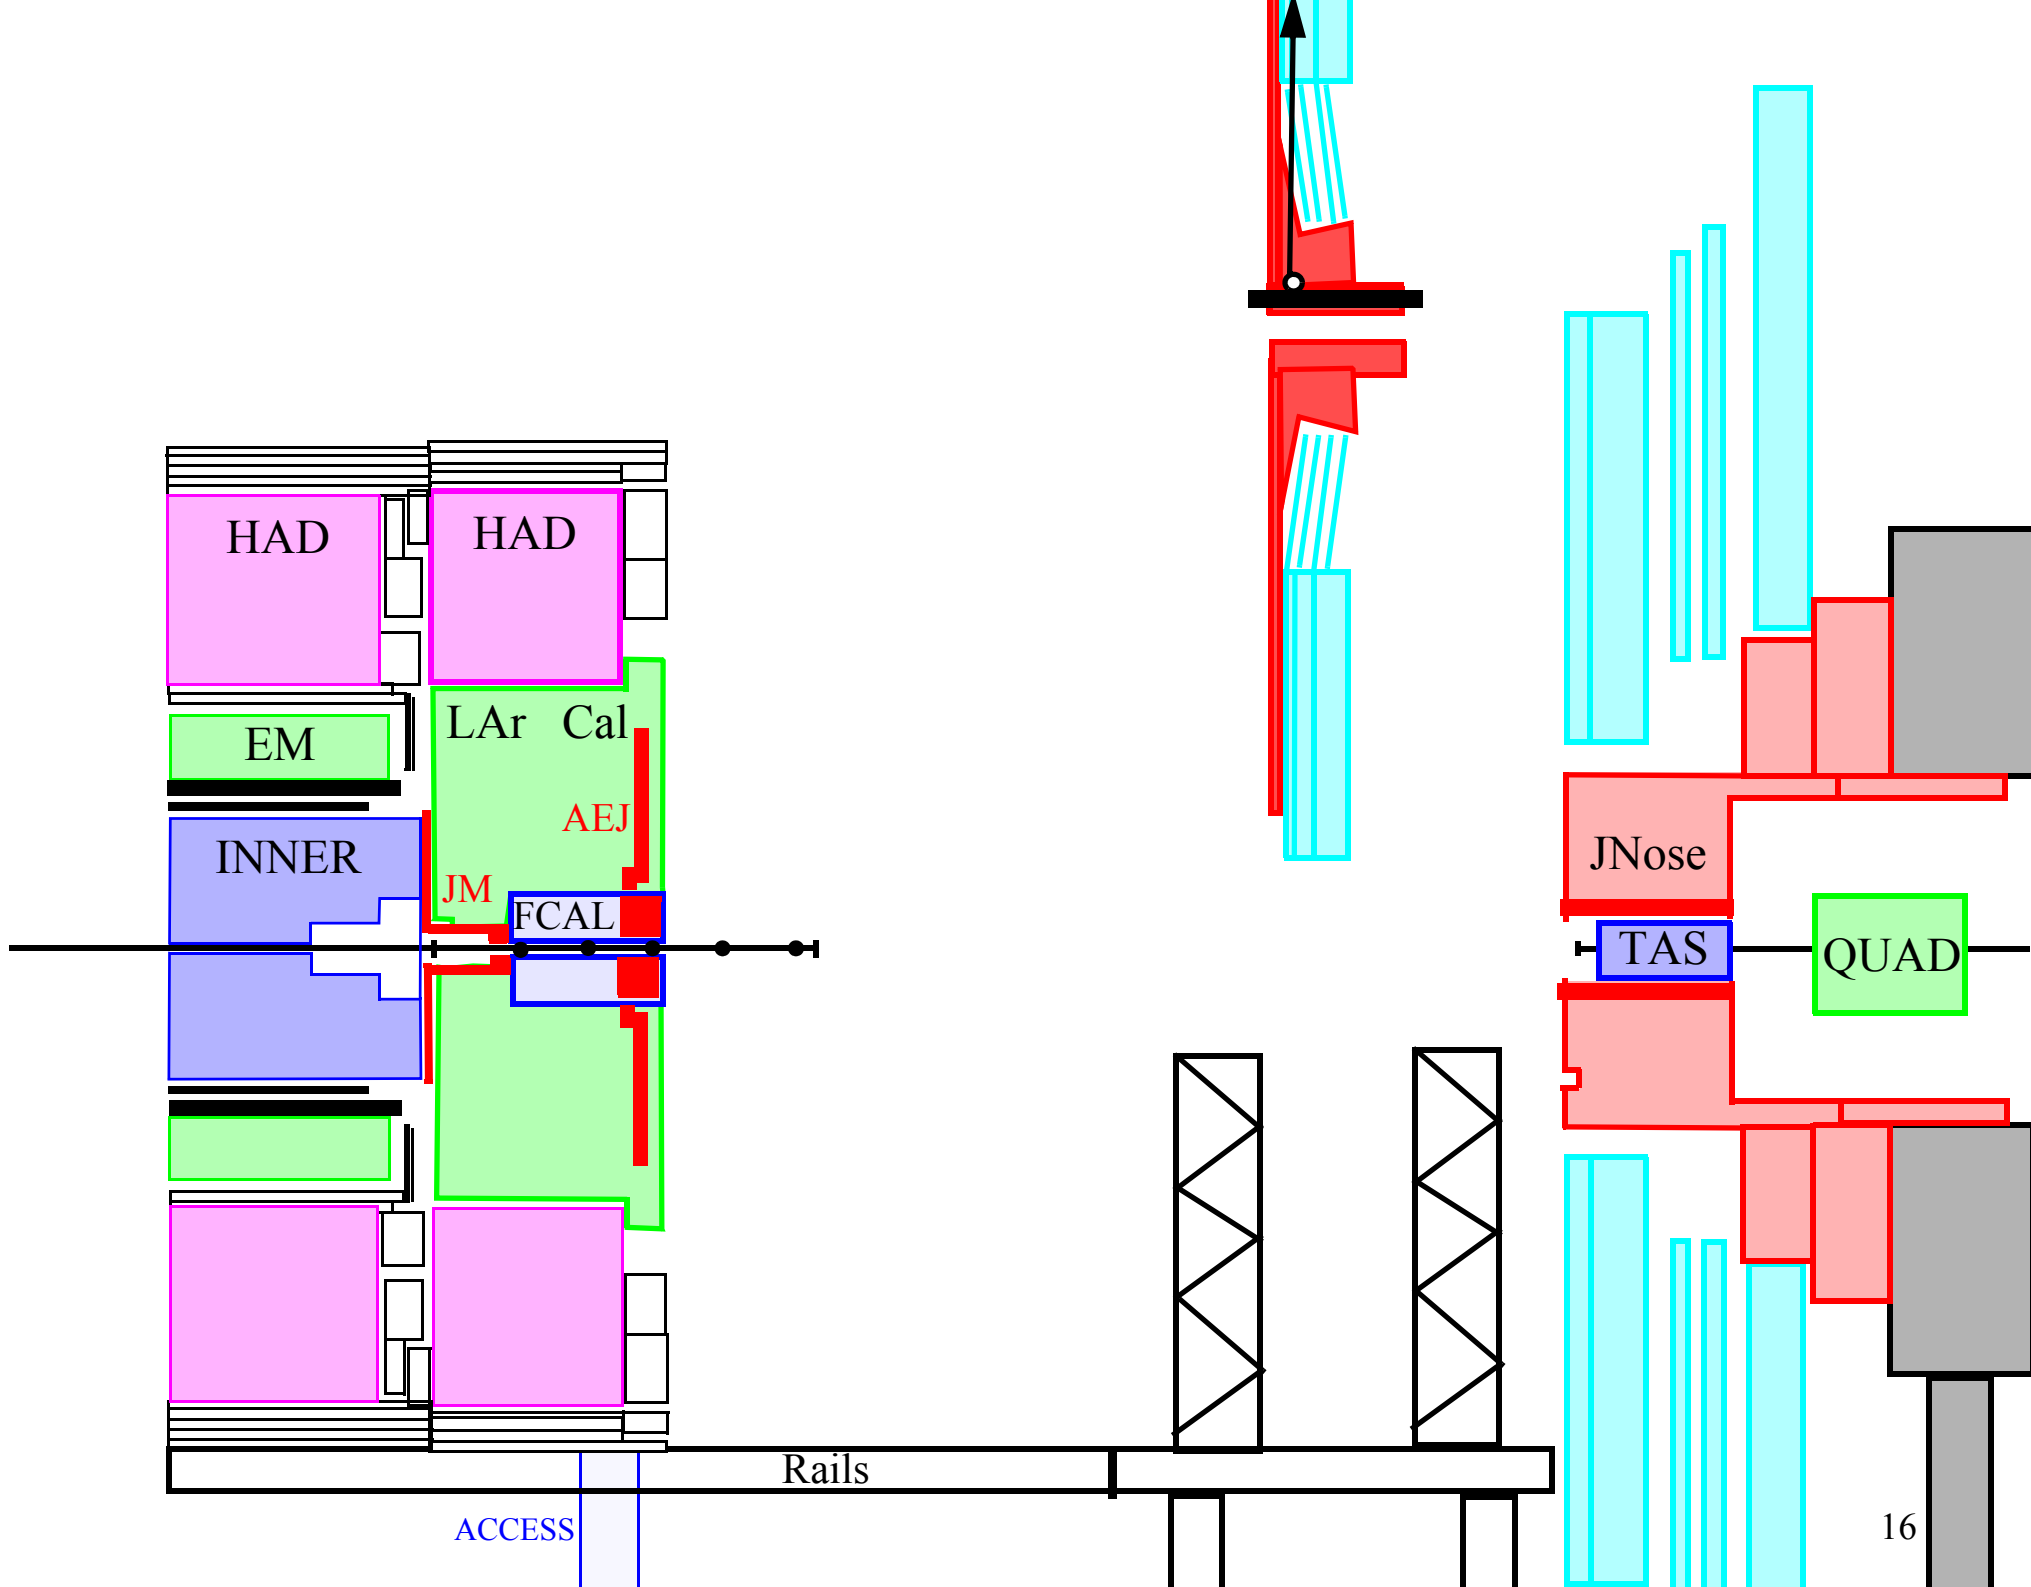 HAD HAD
LAr Cal
EM
AEJ
INNER
JNose
JM
FCAL
TAS
QUAD
Rails
ACCESS
16